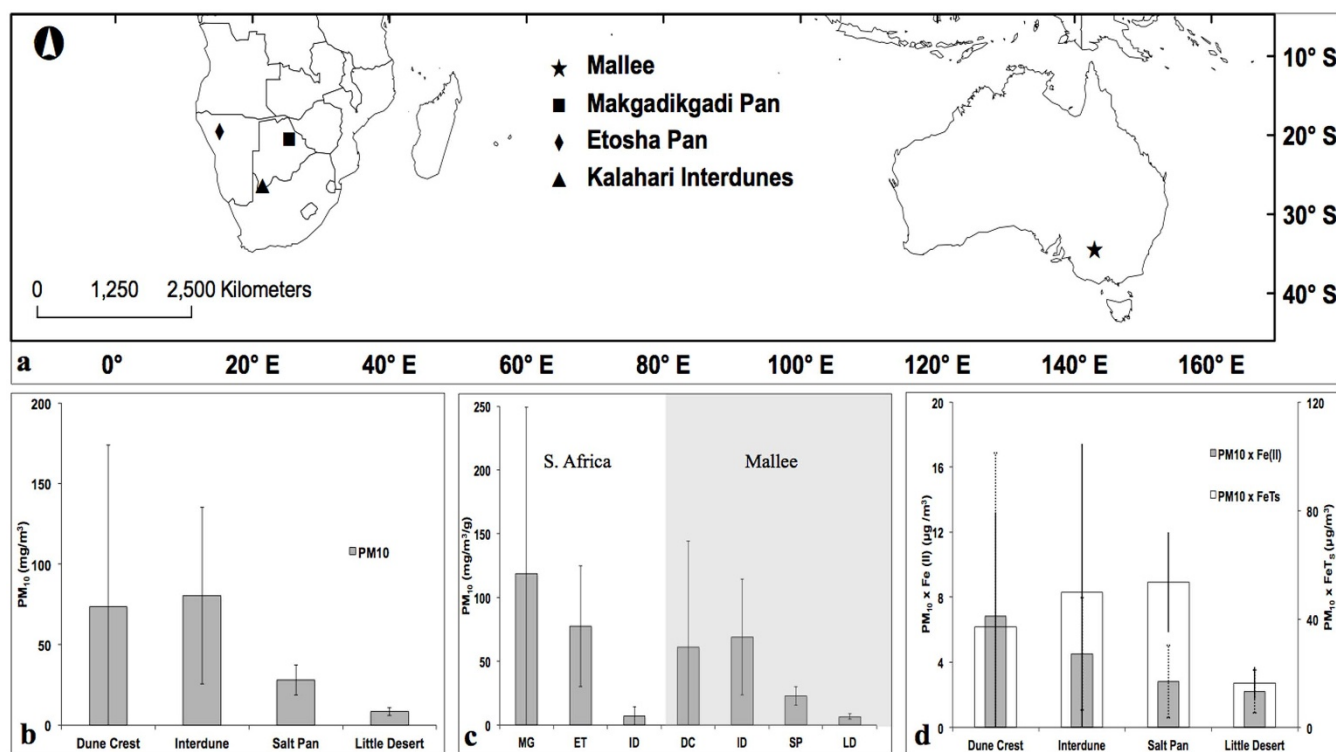 Mallee
Makgadikgadi Pan
Etosha Pan
Kalahari Interdunes
10° S
20° S
30° S
40° S
0 1,250 2,500 Kilometers
a
0° 20° E 40° E 60° E 80° E 100° E 120° E 140° E 160° E
200
150
100
50
0
PM₁₀ (mg/m³)
PM10
Dune Crest Interdune Salt Pan Little Desert
b
250
200
150
100
50
0
PM₁₀ (mg/m³/g)
S. Africa Mallee
MG ET ID DC ID SP LD
c
20
16
12
8
4
0
PM₁₀ x Fe (II) (µg/m³)
PM10 x Fe(II)
PM10 x FeTs
120
80
40
0
PM₁₀ x FeTₛ (µg/m³)
Dune Crest Interdune Salt Pan Little Desert
d